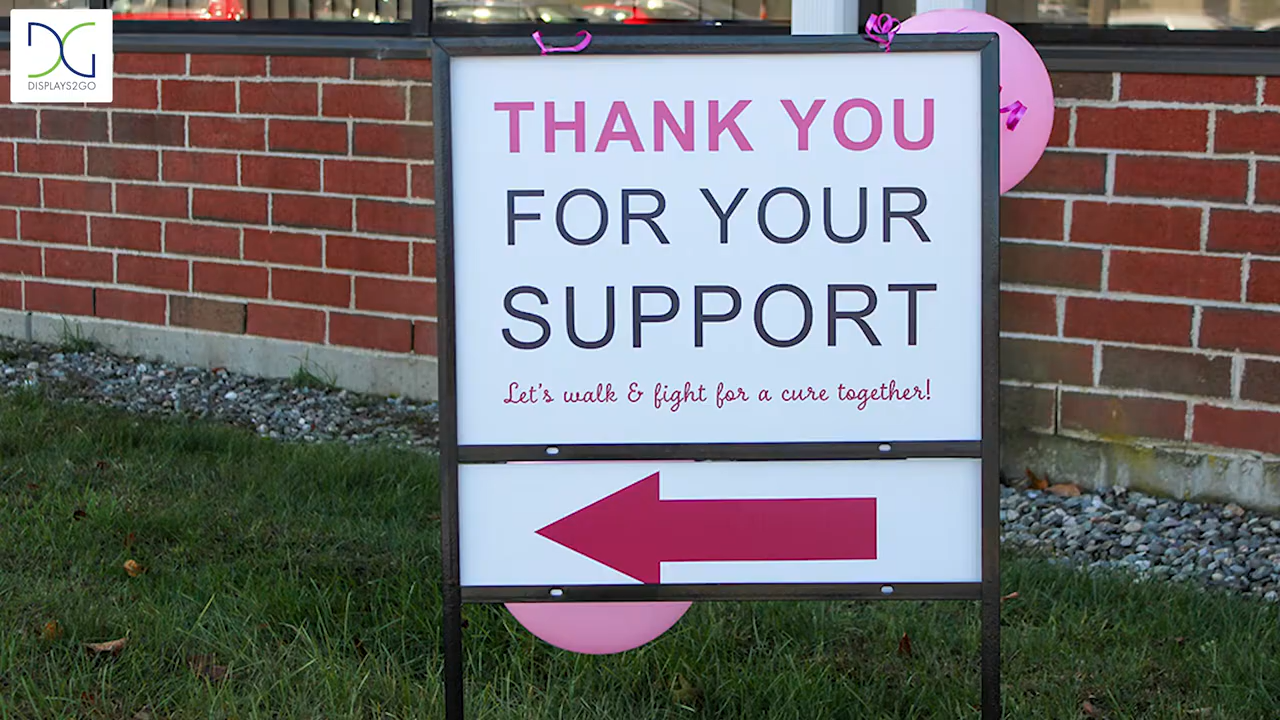 DISPLAYS2GO
THANK YOU
FOR YOUR
SUPPORT
Let's walk & fight for a cure together!